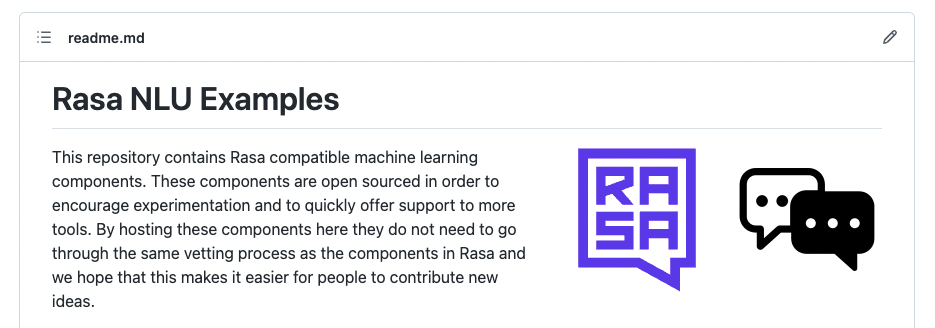 readme.md
Rasa NLU Examples
This repository contains Rasa compatible machine learning
components. These components are open sourced in order to
encourage experimentation and to quickly offer support to more
tools. By hosting these components here they do not need to go
through the same vetting process as the components in Rasa and
we hope that this makes it easier for people to contribute new
ideas.
RA
SA